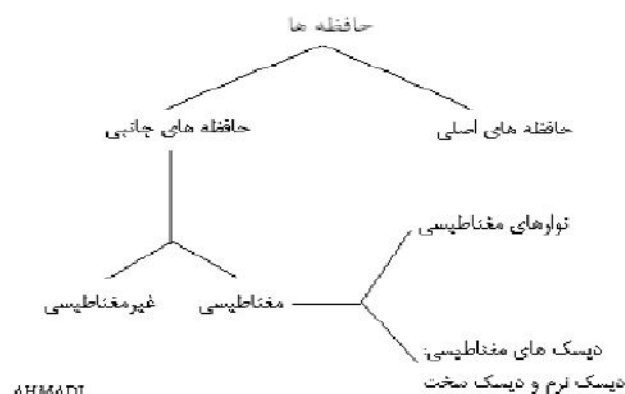 حافظه ها
حافظه های اصلی
حافظه های جانبی
نوارهای مغناطیسی
مغناطیسی
غیرمغناطیسی
دیسک های مغناطیسی:
دیسک نرم و دیسک سخت
AHMADI